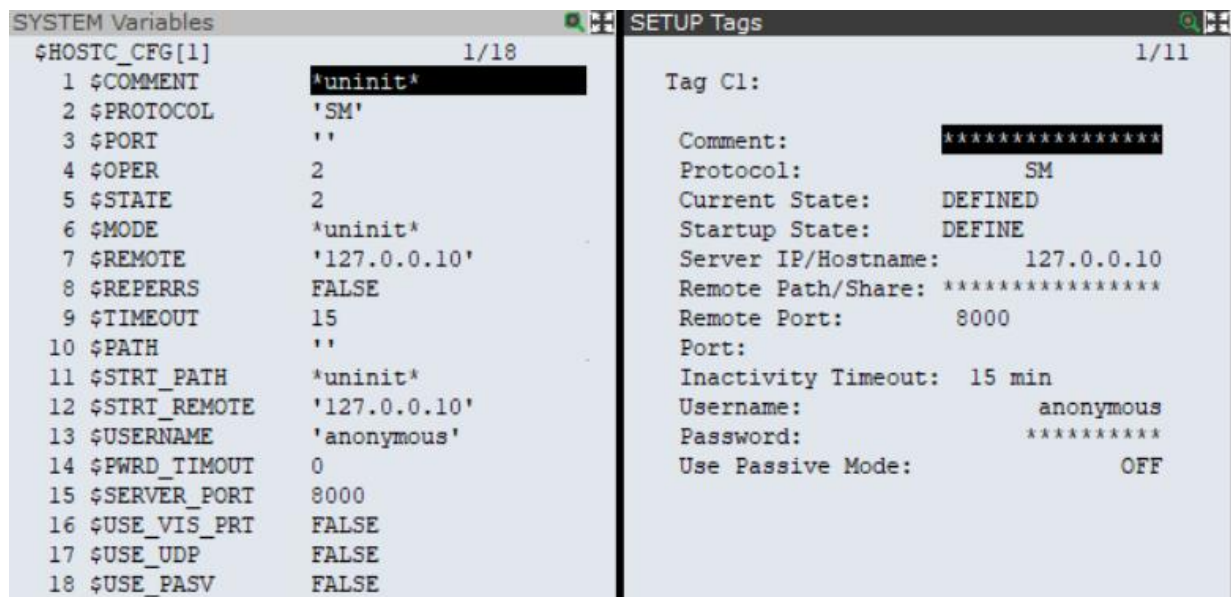 SYSTEM Variables
$HOSTC_CFG[1] 1/18
1 $COMMENT *uninit*
2 $PROTOCOL 'SM'
3 $PORT ''
4 $OPER 2
5 $STATE 2
6 $MODE *uninit*
7 $REMOTE '127.0.0.10'
8 $REPERRS FALSE
9 $TIMEOUT 15
10 $PATH ''
11 $STRT_PATH *uninit*
12 $STRT_REMOTE '127.0.0.10'
13 $USERNAME 'anonymous'
14 $PWRD_TIMOUT 0
15 $SERVER_PORT 8000
16 $USE_VIS_PRT FALSE
17 $USE_UDP FALSE
18 $USE_PASV FALSE
SETUP Tags
1/11
Tag C1:
Comment: ****************
Protocol: SM
Current State: DEFINED
Startup State: DEFINE
Server IP/Hostname: 127.0.0.10
Remote Path/Share: ****************
Remote Port: 8000
Port:
Inactivity Timeout: 15 min
Username: anonymous
Password: **********
Use Passive Mode: OFF